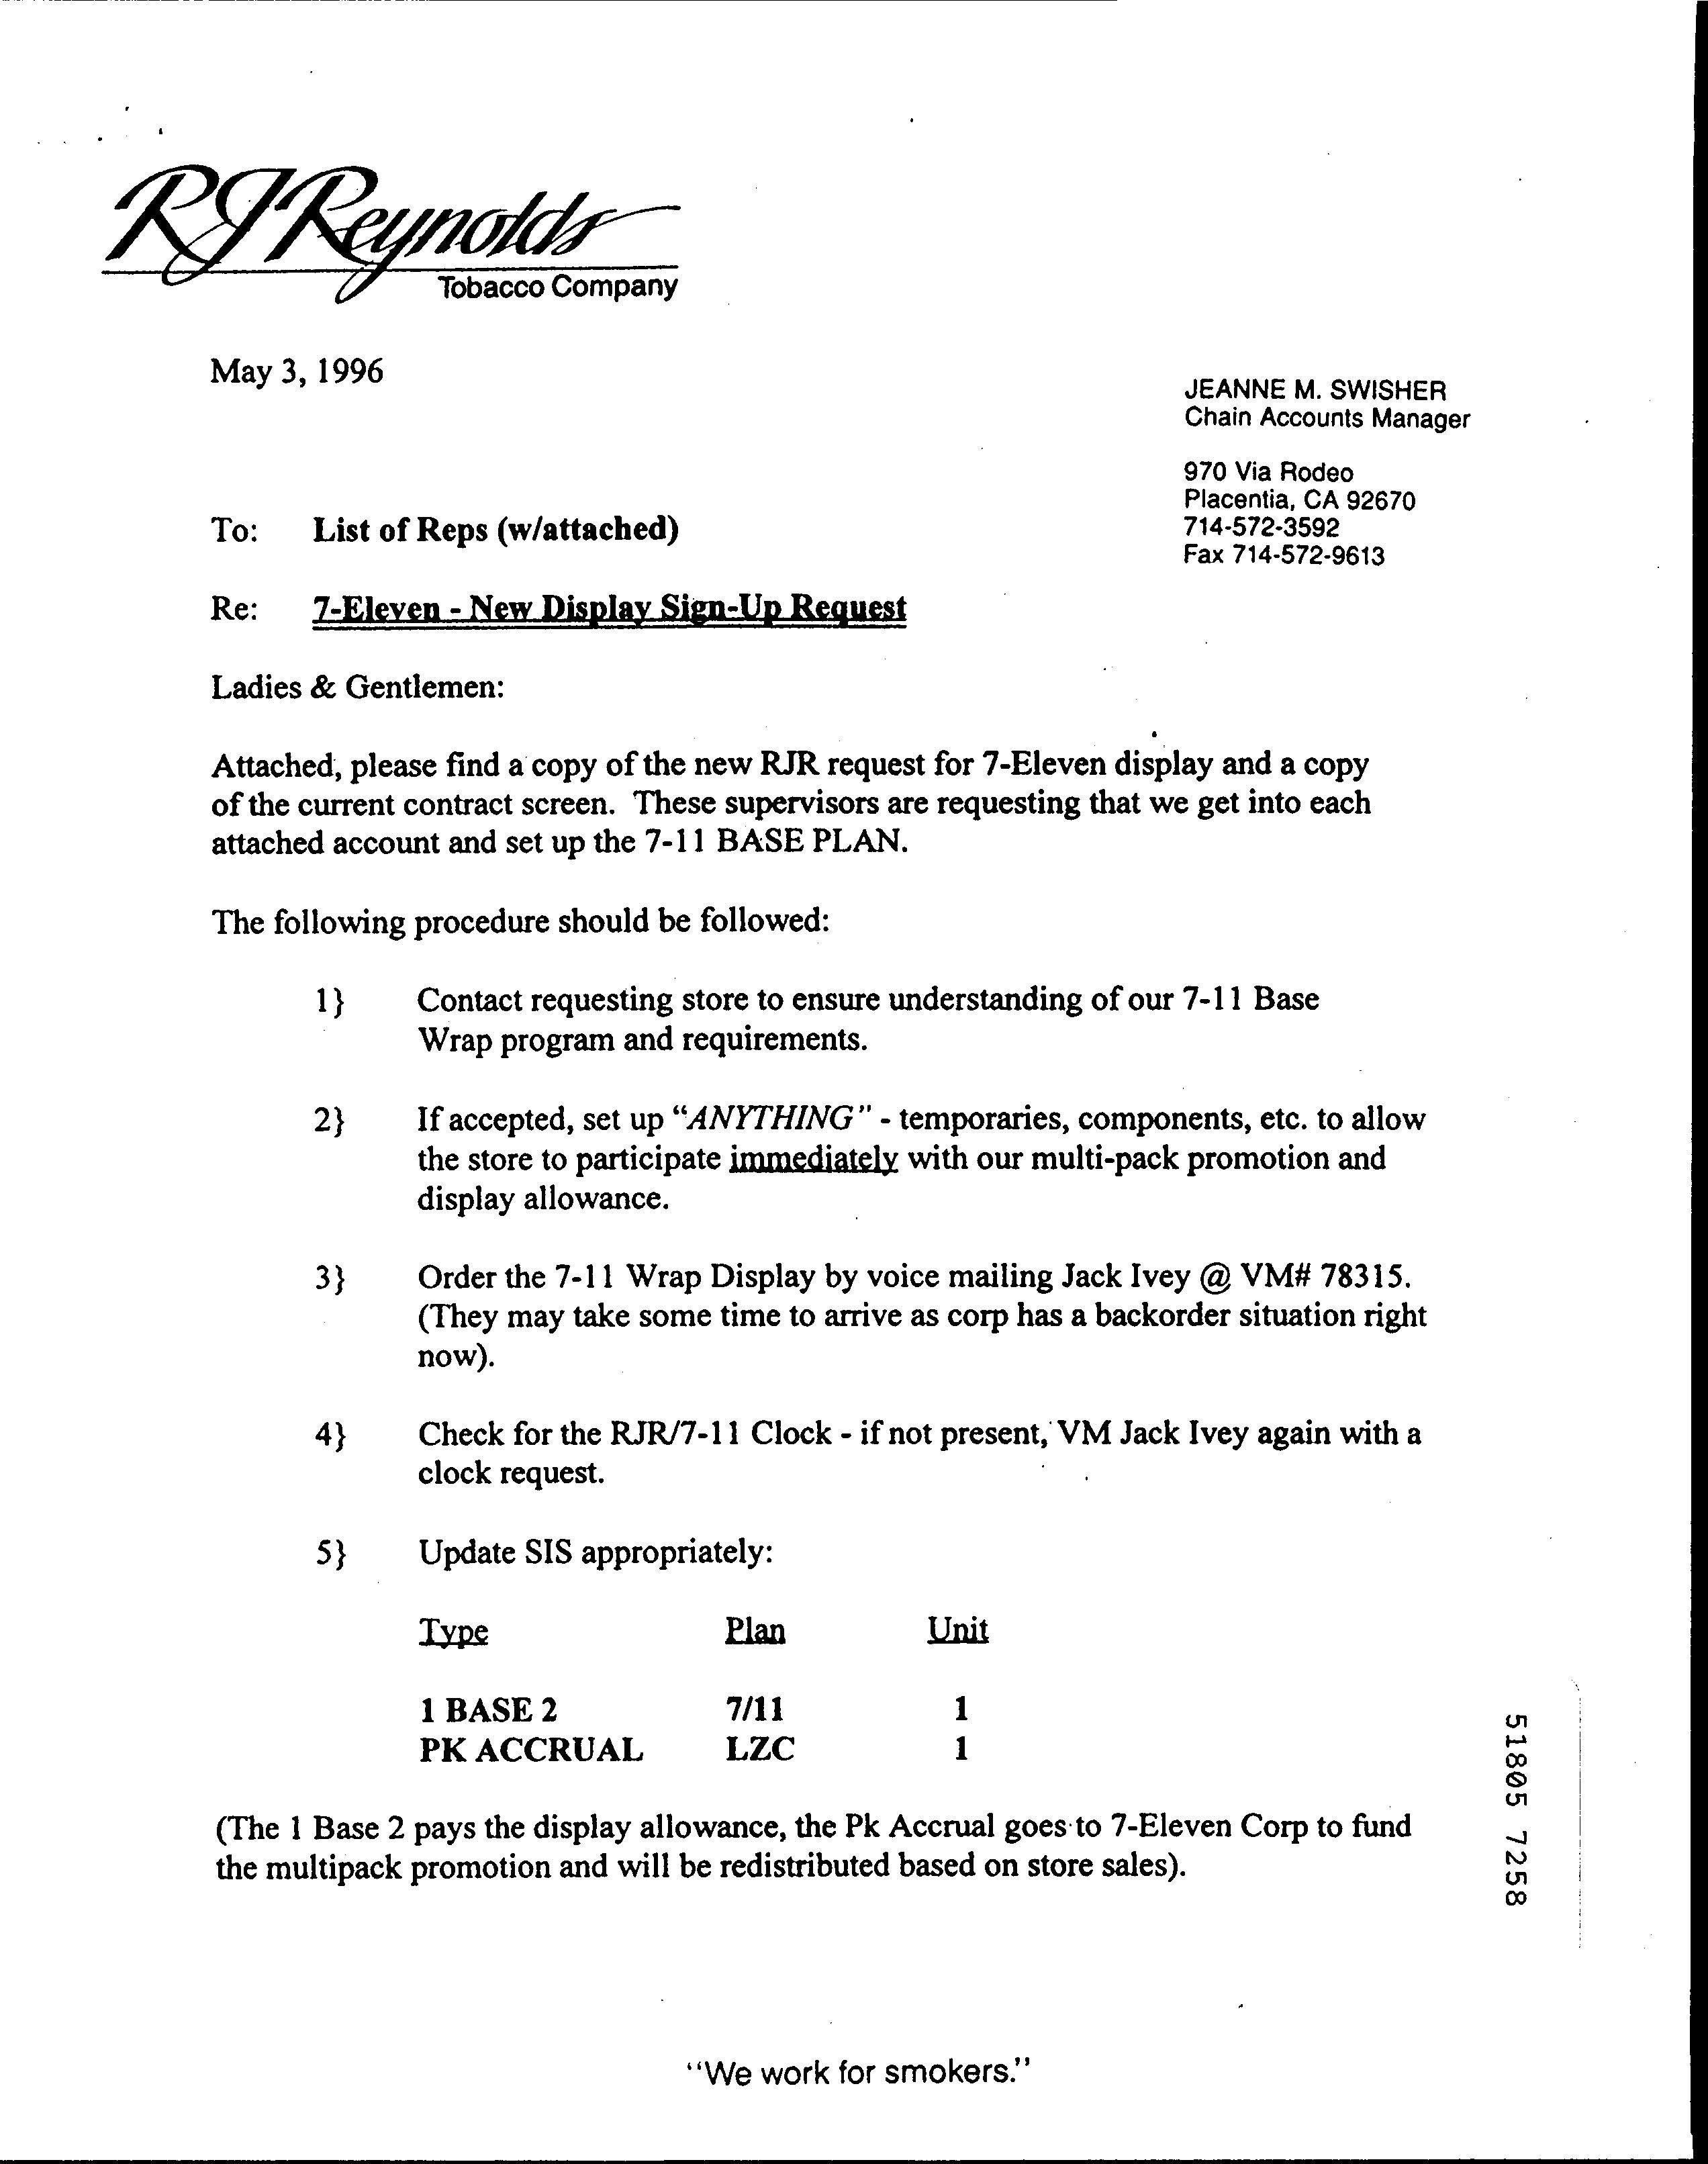 RJReynolds
Tobacco Company
May 3, 1996
JEANNE M. SWISHER
Chain Accounts Manager
970 Via Rodeo
Placentia, CA 92670
714-572-3592
Fax 714-572-9613
To: List of Reps (w/attached)
Re: 7-Eleven - New Display Sign-Up Request
Ladies & Gentlemen:
Attached, please find a copy of the new RJR request for 7-Eleven display and a copy
of the current contract screen. These supervisors are requesting that we get into each
attached account and set up the 7-11 BASE PLAN.
The following procedure should be followed:
1} Contact requesting store to ensure understanding of our 7-11 Base
Wrap program and requirements.
2} If accepted, set up "ANYTHING" - temporaries, components, etc. to allow
the store to participate immediately with our multi-pack promotion and
display allowance.
3} Order the 7-11 Wrap Display by voice mailing Jack Ivey @ VM# 78315.
(They may take some time to arrive as corp has a backorder situation right
now).
4} Check for the RJR/7-11 Clock - if not present, VM Jack Ivey again with a
clock request.
5} Update SIS appropriately:
Type Plan Unit
1 BASE 2 7/11 1
PK ACCRUAL LZC 1
(The 1 Base 2 pays the display allowance, the Pk Accrual goes to 7-Eleven Corp to fund
the multipack promotion and will be redistributed based on store sales).
51805 7258
"We work for smokers."